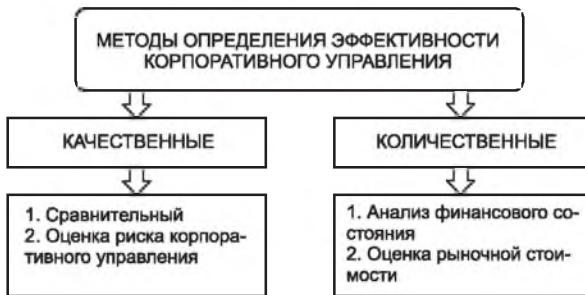 МЕТОДЫ ОПРЕДЕЛЕНИЯ ЭФФЕКТИВНОСТИ
КОРПОРАТИВНОГО УПРАВЛЕНИЯ
КАЧЕСТВЕННЫЕ
1. Сравнительный
2. Оценка риска корпора-
тивного управления
КОЛИЧЕСТВЕННЫЕ
1. Анализ финансового со-
стояния
2. Оценка рыночной стои-
мости